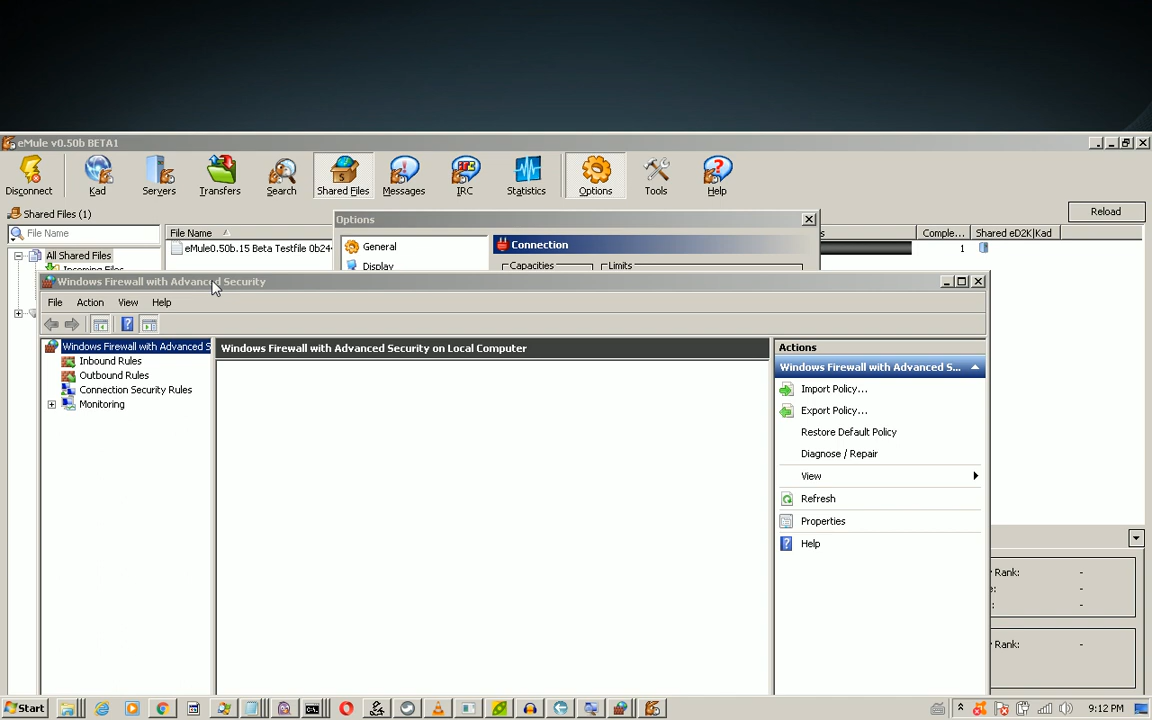 eMule v0.50b BETA1
Disconnect Kad Servers Transfers Search Shared Files Messages IRC Statistics Options Tools Help
Shared Files (1)
Reload
File Name
File Name
Comple... Shared eD2K|Kad
All Shared Files
eMule0.50b.15 Beta Testfile 0b24
1
Incoming Files
Options
General
Display
Connection
Capacities
Limits
Windows Firewall with Advanced Security
File Action View Help
Windows Firewall with Advanced S
Inbound Rules
Outbound Rules
Connection Security Rules
Monitoring
Windows Firewall with Advanced Security on Local Computer
Actions
Windows Firewall with Advanced S...
Import Policy...
Export Policy...
Restore Default Policy
Diagnose / Repair
View
Refresh
Properties
Help
Rank: -
-
-
Rank: -
Start
9:12 PM